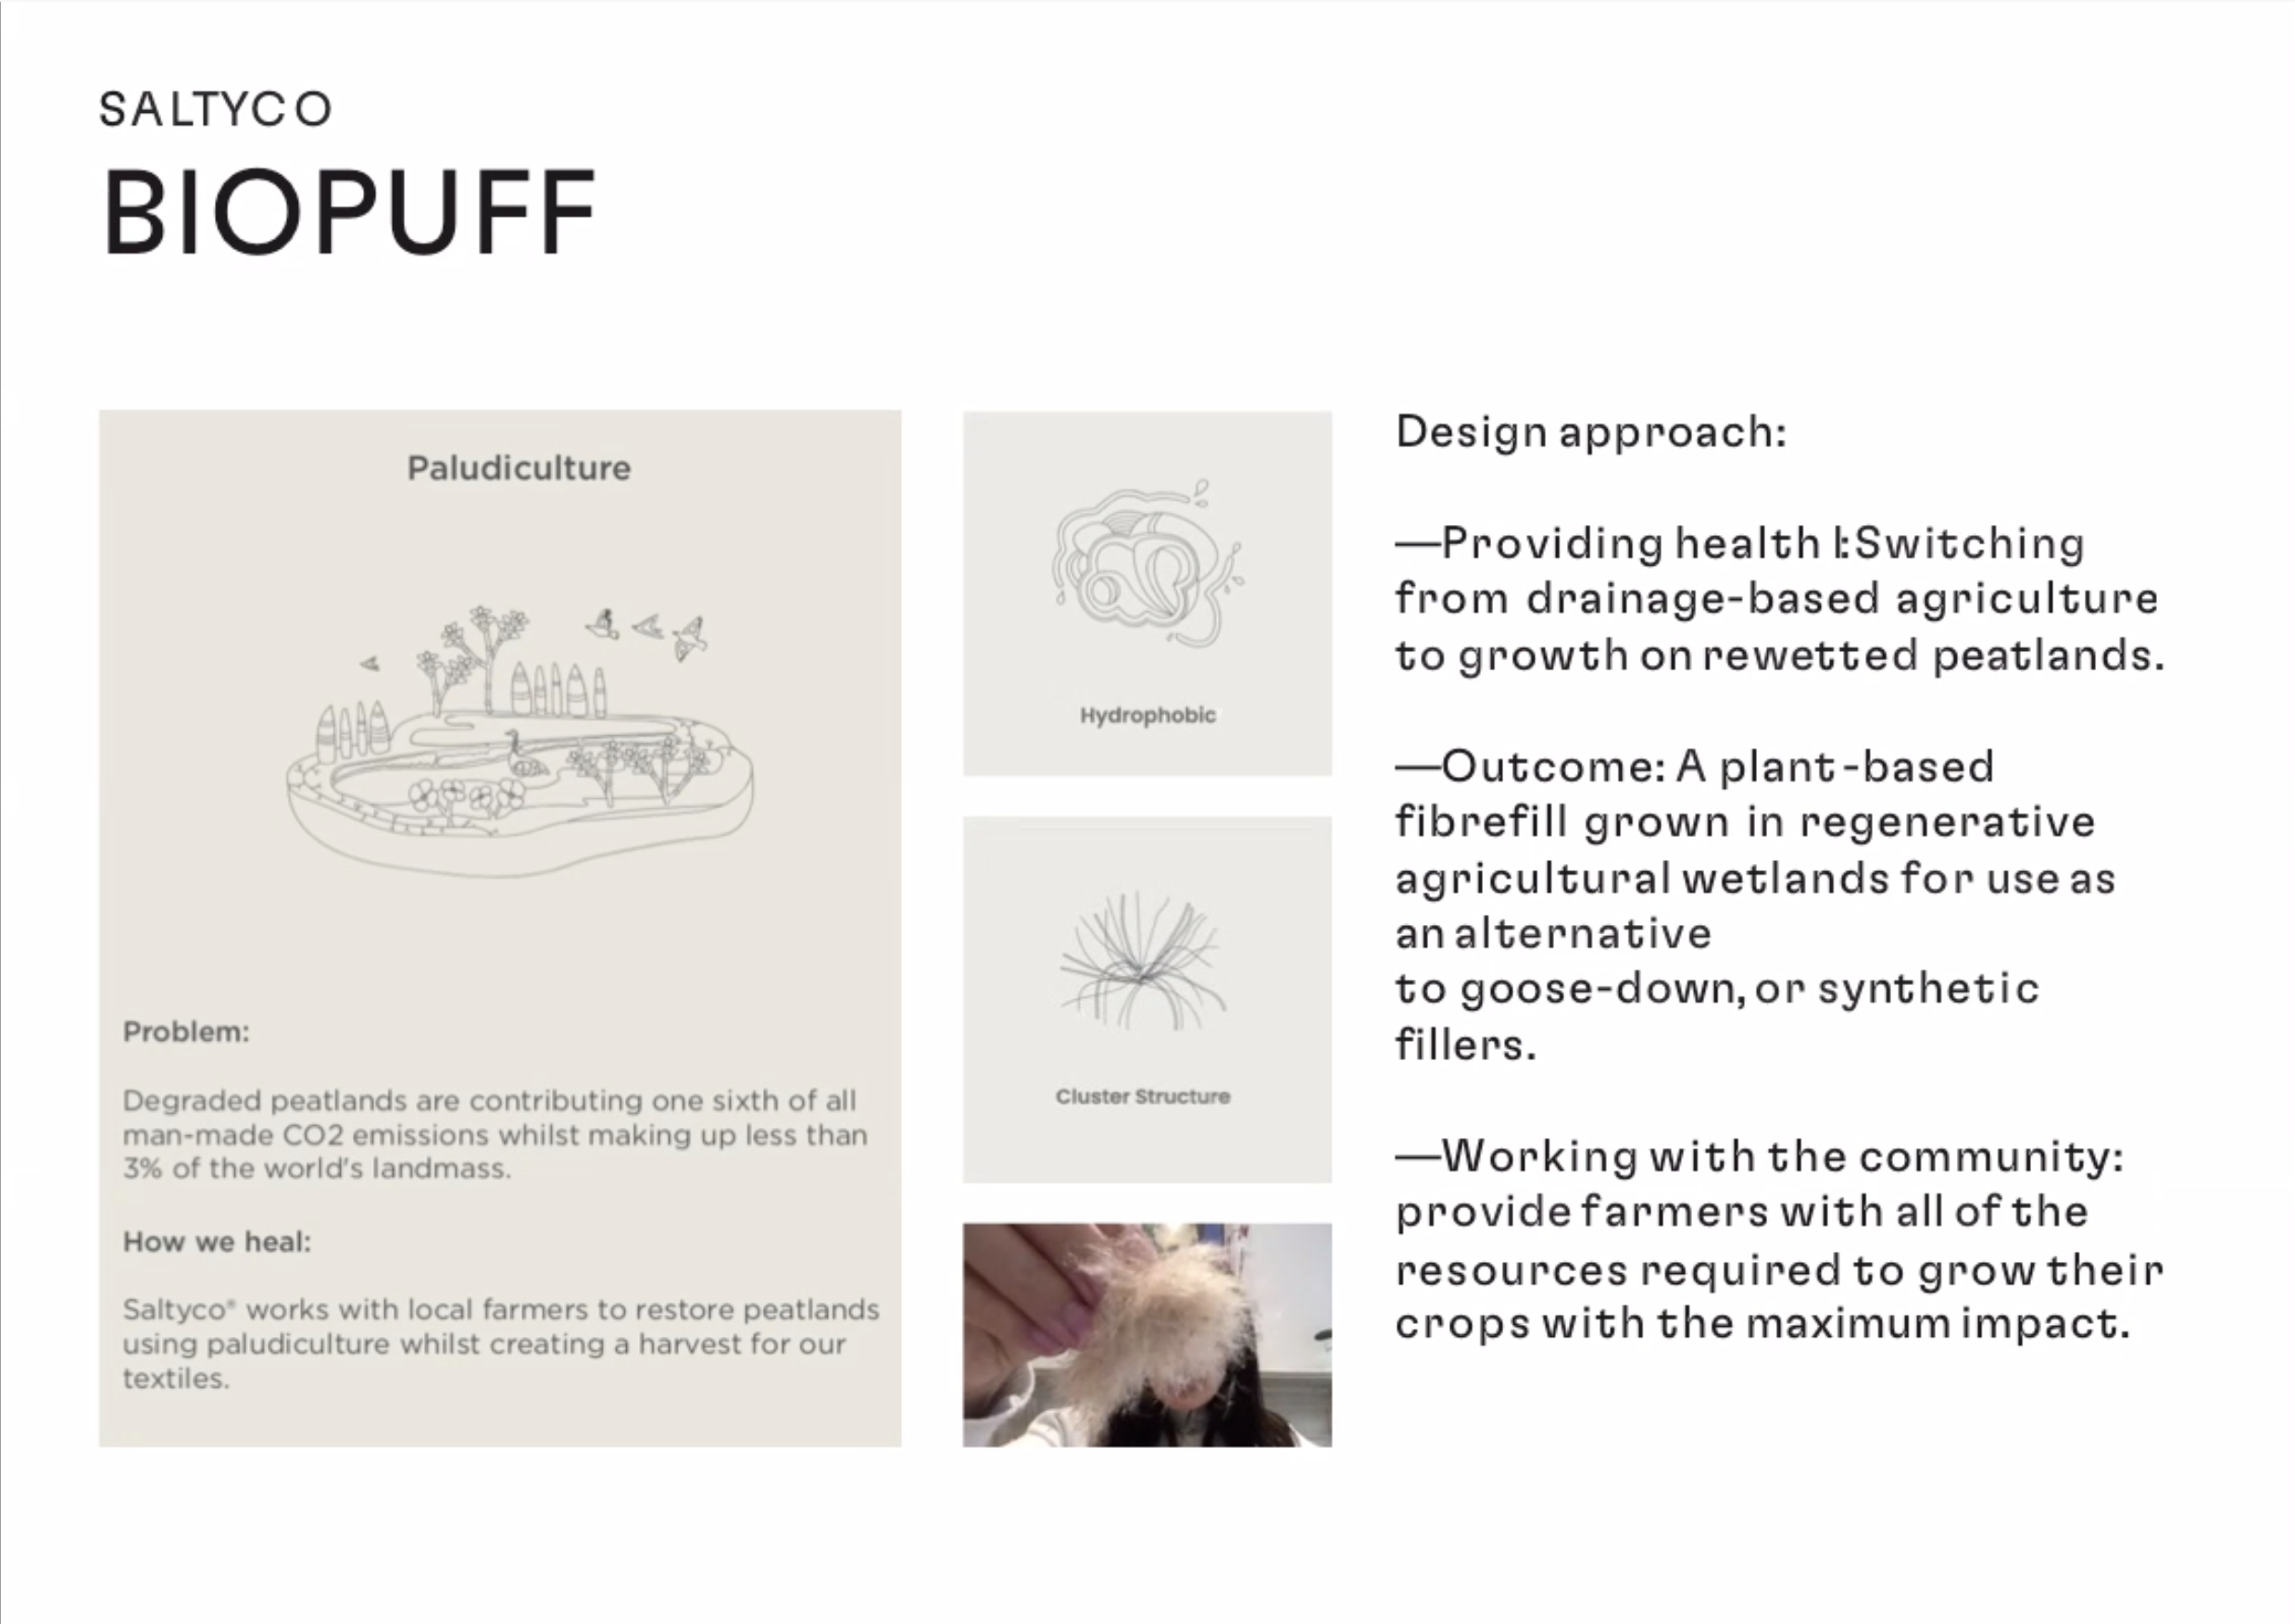 SALTYCO
BIOPUFF
Paludiculture
Problem:
Degraded peatlands are contributing one sixth of all
man-made CO2 emissions whilst making up less than
3% of the world's landmass.
How we heal:
Saltyco® works with local farmers to restore peatlands
using paludiculture whilst creating a harvest for our
textiles.
Hydrophobic
Cluster Structure
Design approach:
—Providing health l:Switching
from drainage-based agriculture
to growth on rewetted peatlands.
—Outcome: A plant-based
fibrefill grown in regenerative
agricultural wetlands for use as
an alternative
to goose-down, or synthetic
fillers.
—Working with the community:
provide farmers with all of the
resources required to grow their
crops with the maximum impact.